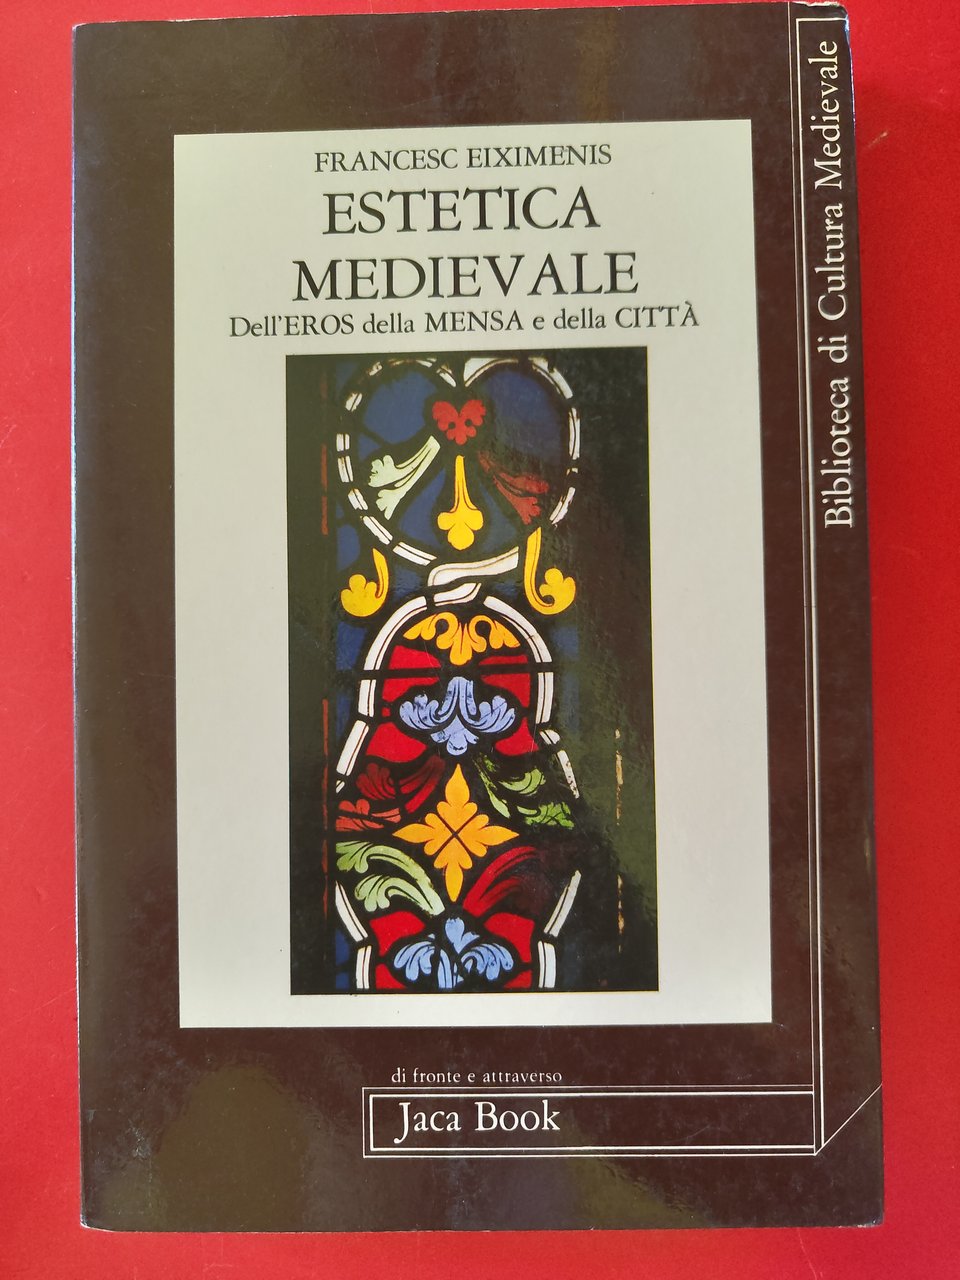 FRANCESC EIXIMENIS
ESTETICA
MEDIEVALE
Dell'EROS della MENSA e della CITTÀ
Biblioteca di Cultura Medievale
di fronte e attraverso
Jaca Book